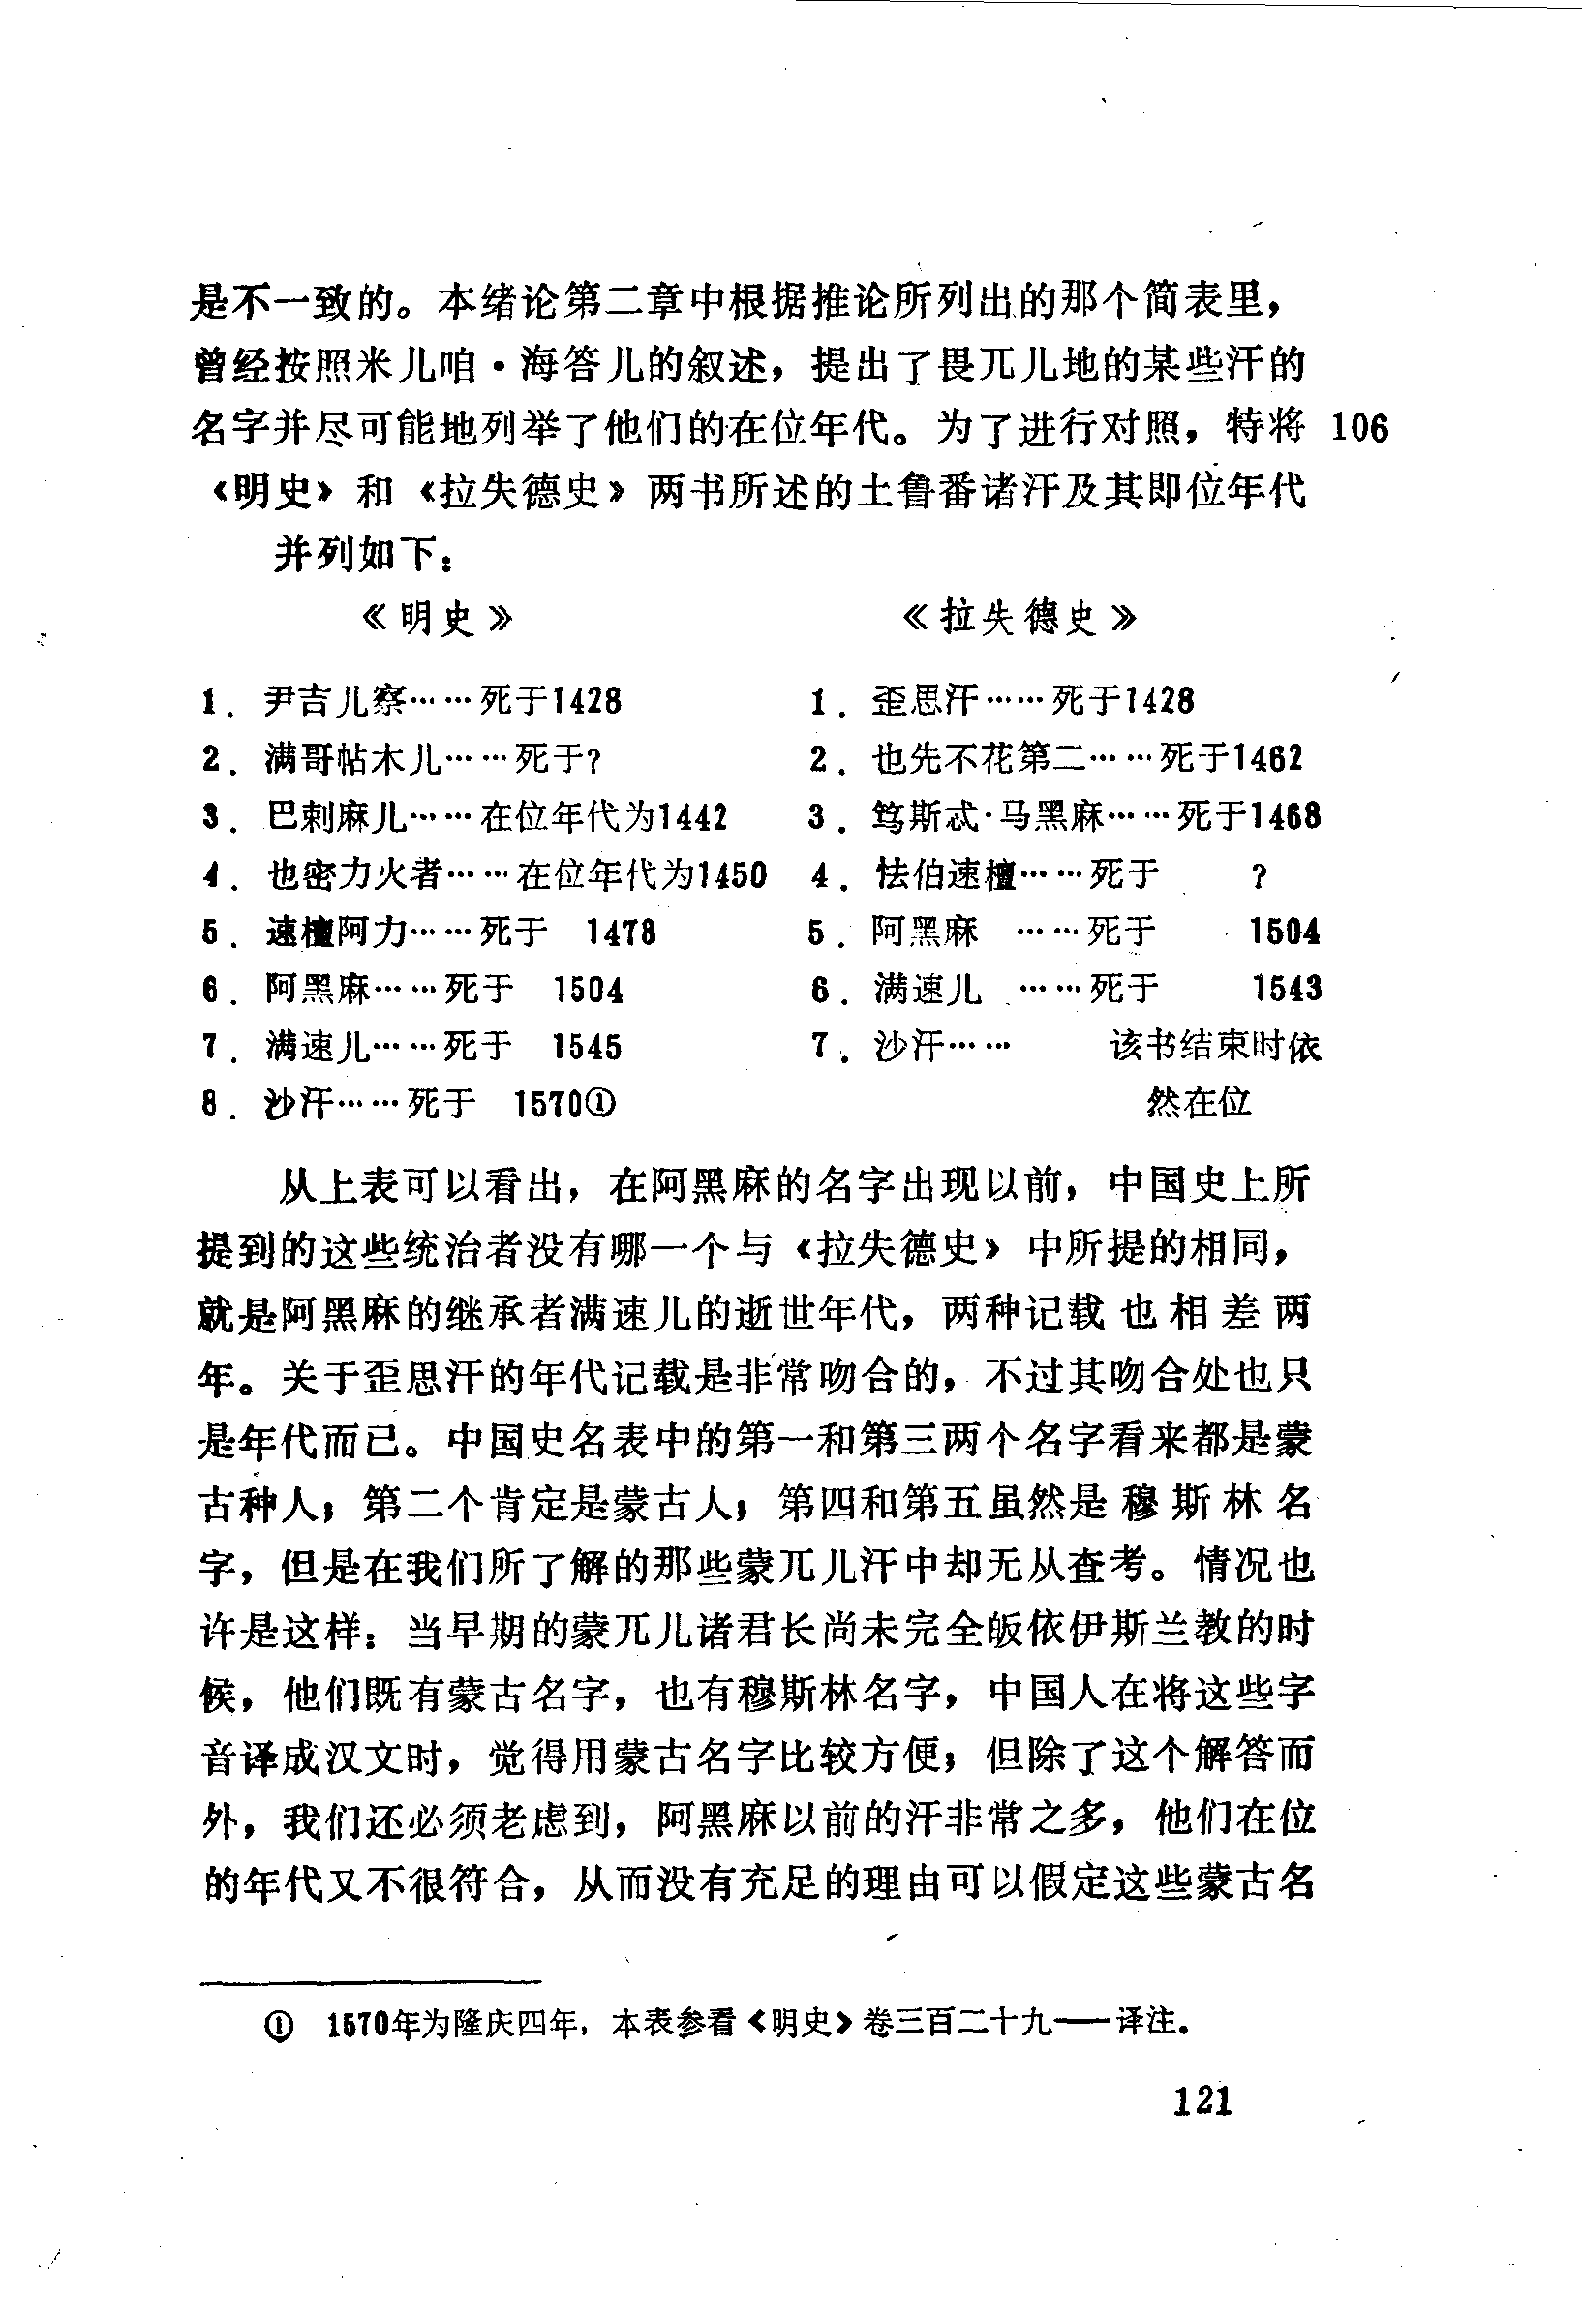 是不一致的。本绪论第二章中根据推论所列出的那个简表里，
曾经按照米儿咱·海答儿的叙述，提出了畏兀儿地的某些汗的
名字并尽可能地列举了他们的在位年代。为了进行对照，特将 106
《明史》和《拉失德史》两书所述的土鲁番诸汗及其即位年代
并列如下：
《明史》 《拉失德史》
1．尹吉儿察……死于1428 1．歪思汗……死于1428
2．满哥帖木儿……死于? 2．也先不花第二……死于1462
3．巴剌麻儿……在位年代为1442 3．笃斯忒·马黑麻……死于1468
4．也密力火者……在位年代为1450 4．怯伯速檀……死于 ?
5．速檀阿力……死于 1478 5．阿黑麻 ……死于 1504
6．阿黑麻……死于 1504 6．满速儿 ……死于 1543
7．满速儿……死于 1545 7．沙汗…… 该书结束时依
8．沙汗……死于 1570① 然在位
从上表可以看出，在阿黑麻的名字出现以前，中国史上所
提到的这些统治者没有哪一个与《拉失德史》中所提的相同，
就是阿黑麻的继承者满速儿的逝世年代，两种记载也相差两
年。关于歪思汗的年代记载是非常吻合的，不过其吻合处也只
是年代而已。中国史名表中的第一和第三两个名字看来都是蒙
古种人；第二个肯定是蒙古人；第四和第五虽然是穆斯林名
字，但是在我们所了解的那些蒙兀儿汗中却无从查考。情况也
许是这样：当早期的蒙兀儿诸君长尚未完全皈依伊斯兰教的时
候，他们既有蒙古名字，也有穆斯林名字，中国人在将这些字
音译成汉文时，觉得用蒙古名字比较方便；但除了这个解答而
外，我们还必须老虑到，阿黑麻以前的汗非常之多，他们在位
的年代又不很符合，从而没有充足的理由可以假定这些蒙古名
① 1570年为隆庆四年，本表参看《明史》卷三百二十九——译注。
121